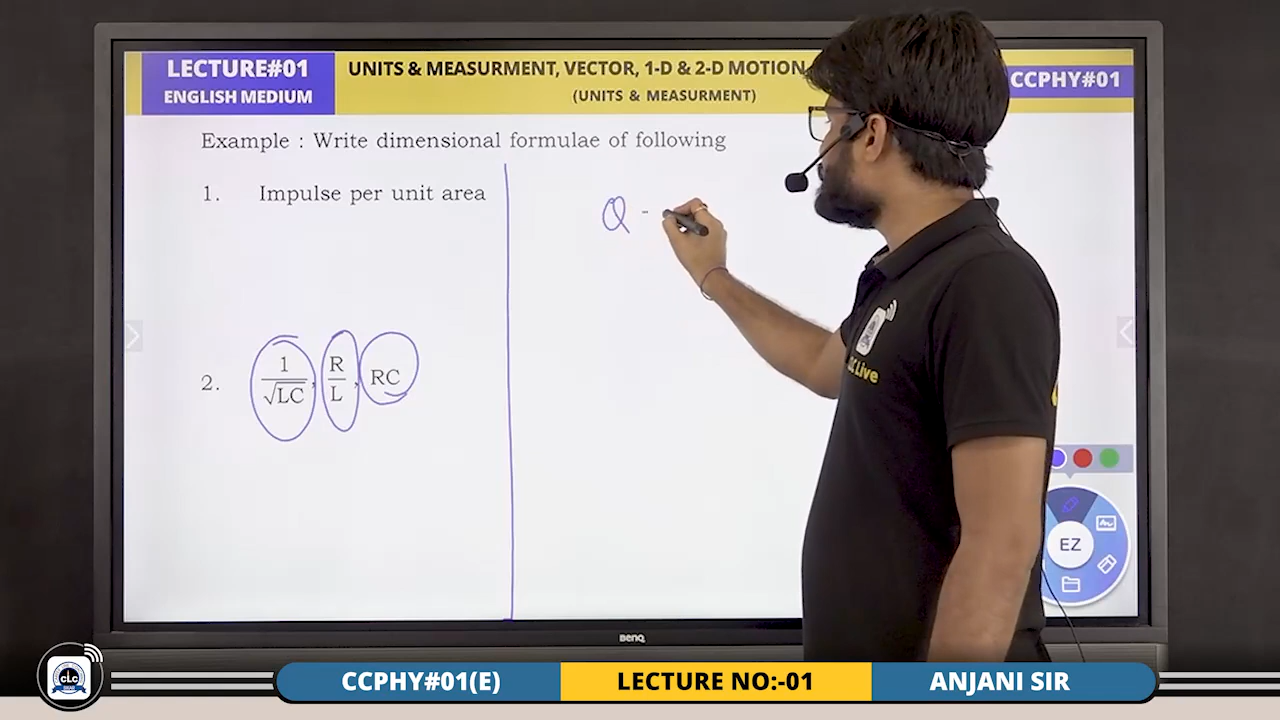 LECTURE#01
ENGLISH MEDIUM
UNITS & MEASURMENT, VECTOR, 1-D & 2-D MOTION
(UNITS & MEASURMENT)
CCPHY#01
Example : Write dimensional formulae of following
1. Impulse per unit area
Q -
2. 1/√LC, R/L, RC
Live
EZ
BenQ
CLC
CCPHY#01(E)
LECTURE NO:-01
ANJANI SIR